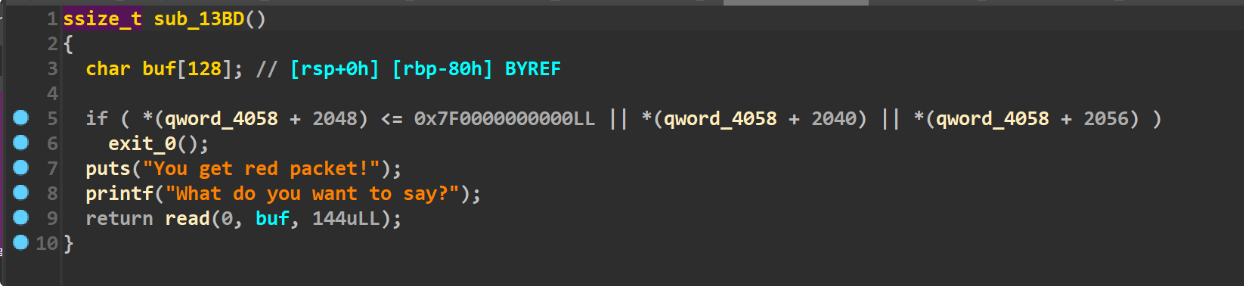 1 ssize_t sub_13BD()
2 {
3 char buf[128]; // [rsp+0h] [rbp-80h] BYREF
4
5 if ( *(qword_4058 + 2048) <= 0x7F0000000000LL || *(qword_4058 + 2040) || *(qword_4058 + 2056) )
6 exit_0();
7 puts("You get red packet!");
8 printf("What do you want to say?");
9 return read(0, buf, 144uLL);
10 }